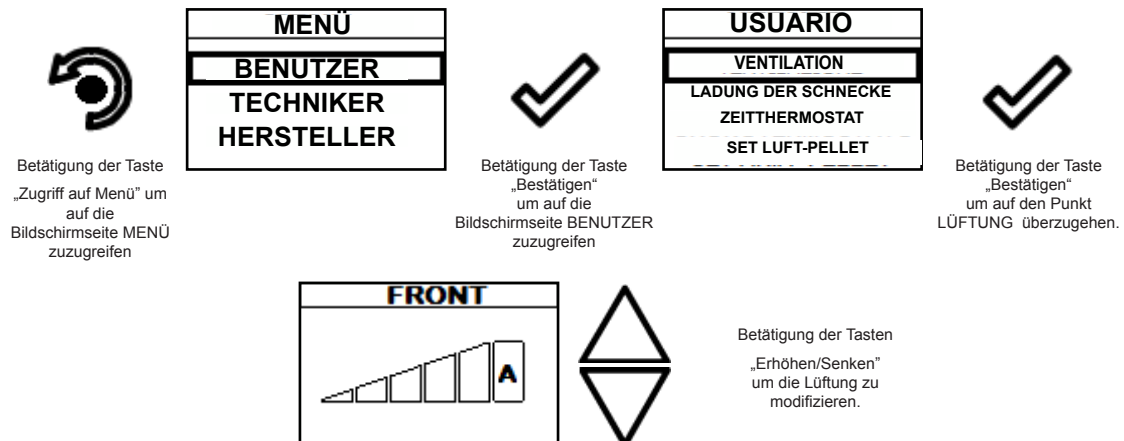 MENÜ
BENUTZER
TECHNIKER
HERSTELLER
USUARIO
VENTILATION
LADUNG DER SCHNECKE
ZEITTHERMOSTAT
SET LUFT-PELLET
Betätigung der Taste
„Zugriff auf Menü” um
auf die
Bildschirmseite MENÜ
zuzugreifen
Betätigung der Taste
„Bestätigen“
um auf die
Bildschirmseite BENUTZER
zuzugreifen
Betätigung der Taste
„Bestätigen“
um auf den Punkt
LÜFTUNG überzugehen.
FRONT
A
Betätigung der Tasten
„Erhöhen/Senken”
um die Lüftung zu
modifizieren.